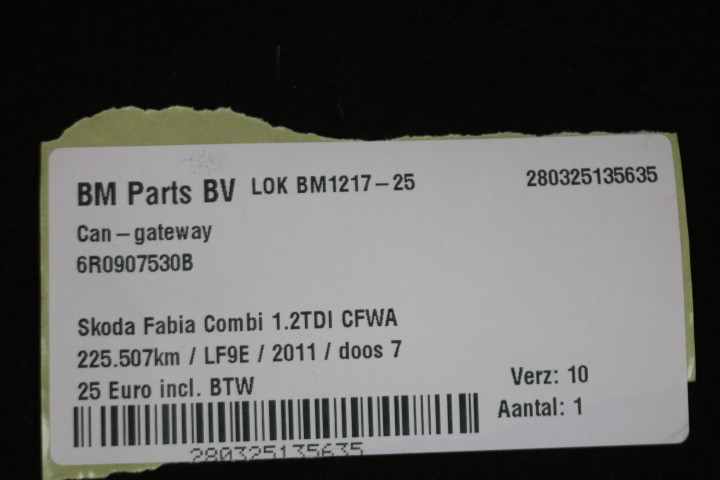 BM Parts BV LOK BM1217-25 280325135635
Can-gateway
6R0907530B
Skoda Fabia Combi 1.2TDI CFWA
225.507km / LF9E / 2011 / doos 7
25 Euro incl. BTW
Verz: 10
Aantal: 1
280325135635